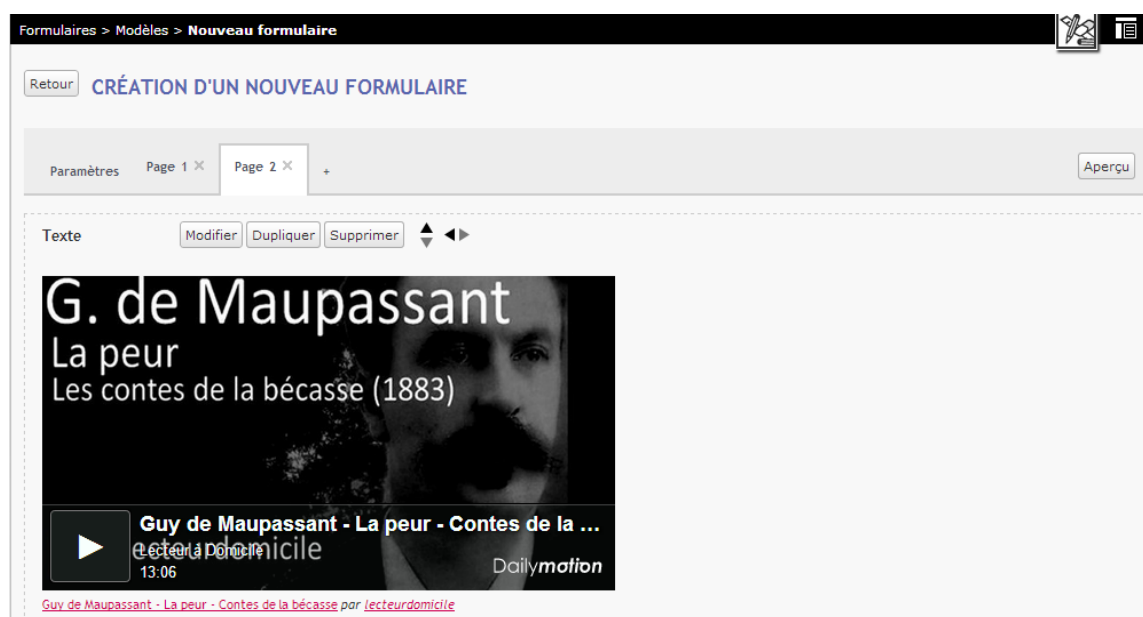 Formulaires > Modèles > Nouveau formulaire
Retour CRÉATION D'UN NOUVEAU FORMULAIRE
Paramètres Page 1 × Page 2 × + Aperçu
Texte Modifier Dupliquer Supprimer
G. de Maupassant
La peur
Les contes de la bécasse (1883)
Guy de Maupassant - La peur - Contes de la ...
Lecteur à Domicile
ecteurdomicile
13:06
Dailymotion
Guy de Maupassant - La peur - Contes de la bécasse par lecteurdomicile